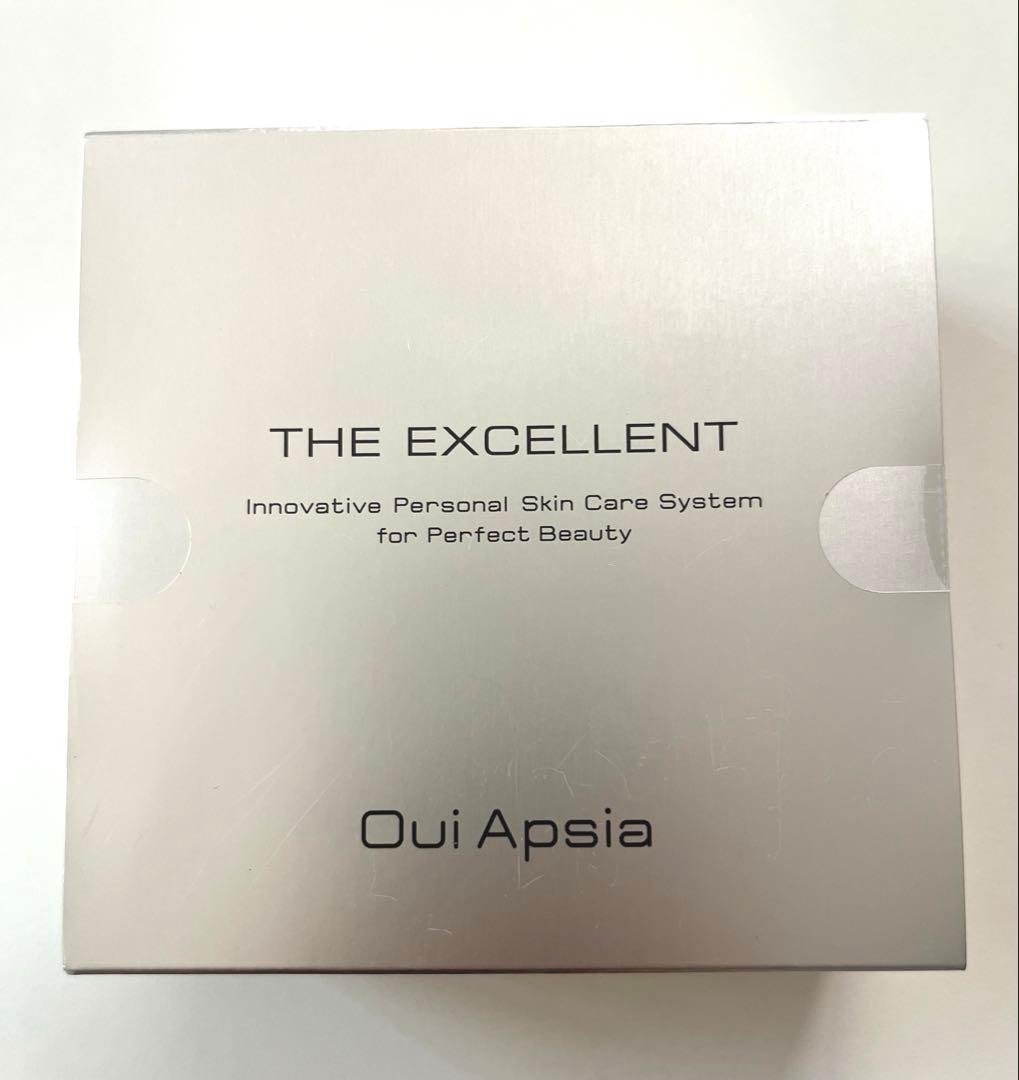 THE EXCELLENT
Innovative Personal Skin Care System
for Perfect Beauty
Oui Apsia